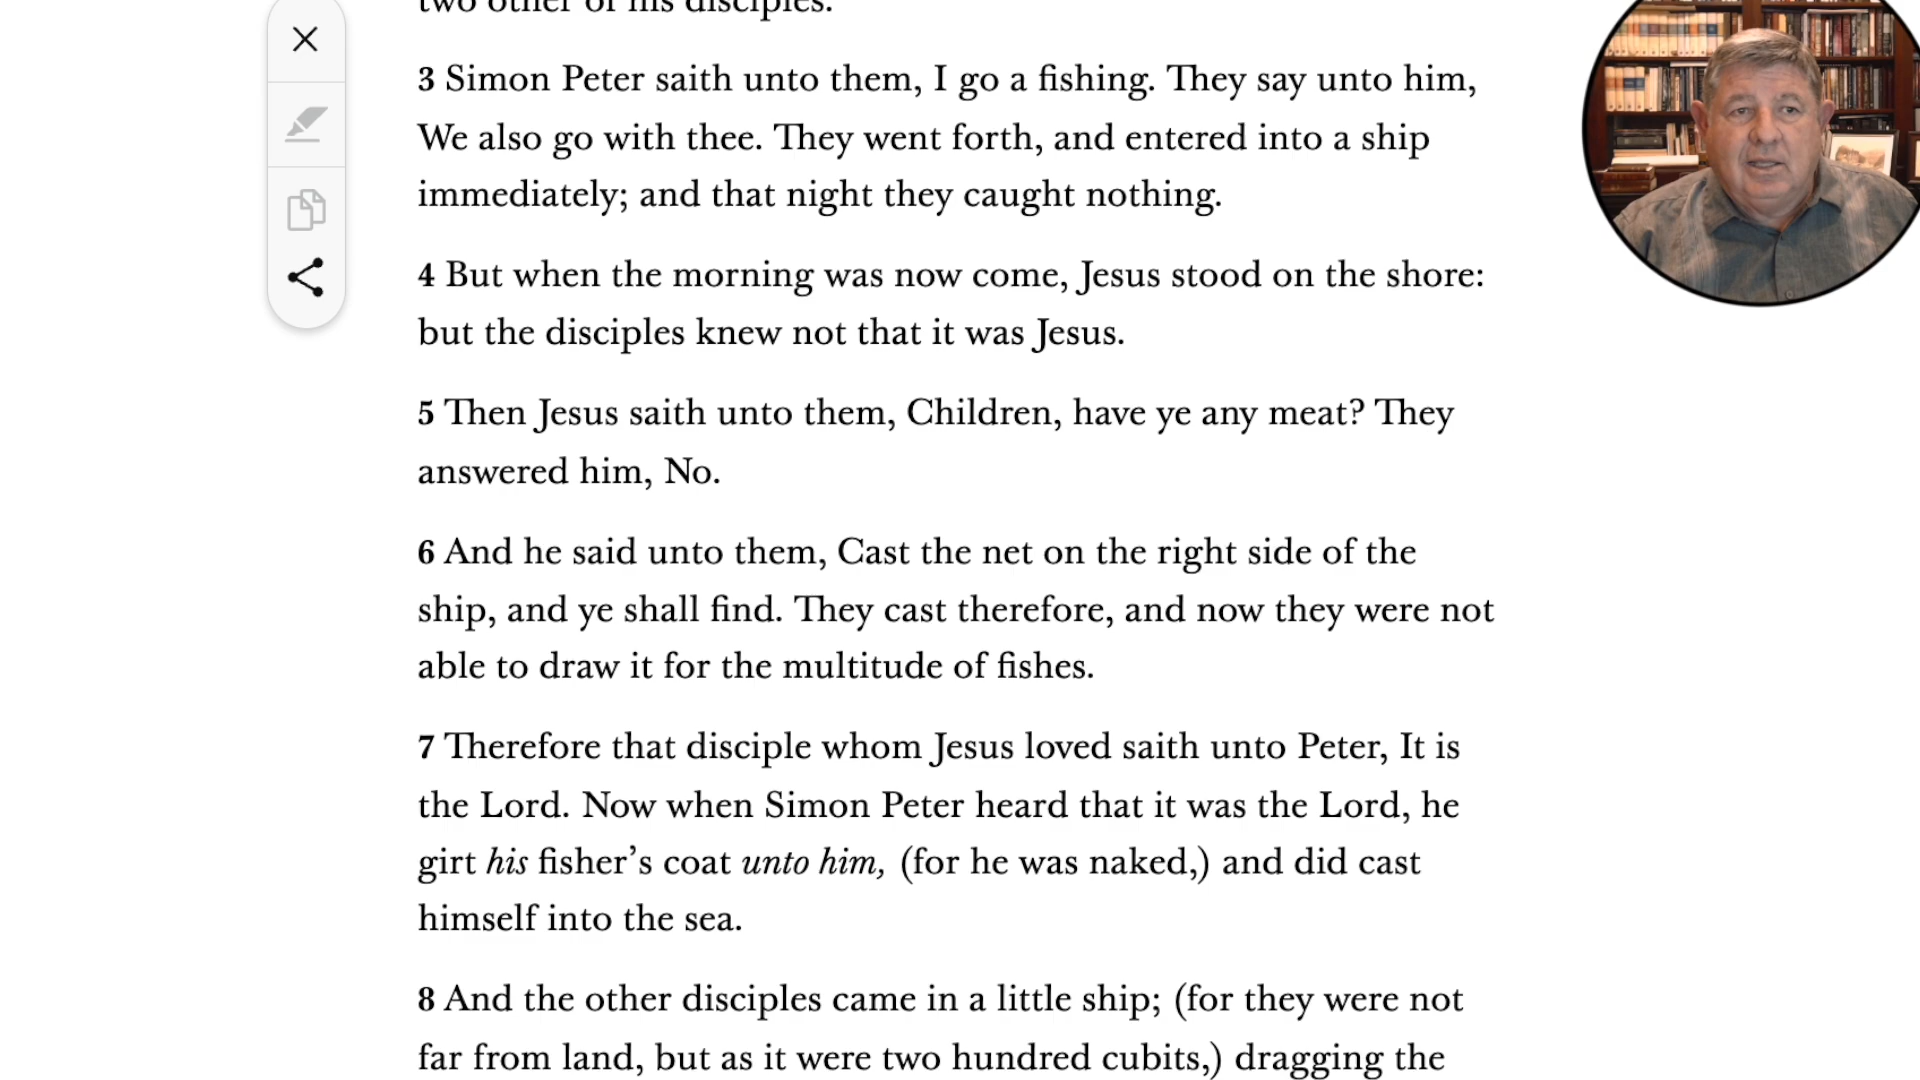 two other of his disciples.
3 Simon Peter saith unto them, I go a fishing. They say unto him,
We also go with thee. They went forth, and entered into a ship
immediately; and that night they caught nothing.
4 But when the morning was now come, Jesus stood on the shore:
but the disciples knew not that it was Jesus.
5 Then Jesus saith unto them, Children, have ye any meat? They
answered him, No.
6 And he said unto them, Cast the net on the right side of the
ship, and ye shall find. They cast therefore, and now they were not
able to draw it for the multitude of fishes.
7 Therefore that disciple whom Jesus loved saith unto Peter, It is
the Lord. Now when Simon Peter heard that it was the Lord, he
girt his fisher’s coat unto him, (for he was naked,) and did cast
himself into the sea.
8 And the other disciples came in a little ship; (for they were not
far from land, but as it were two hundred cubits,) dragging the